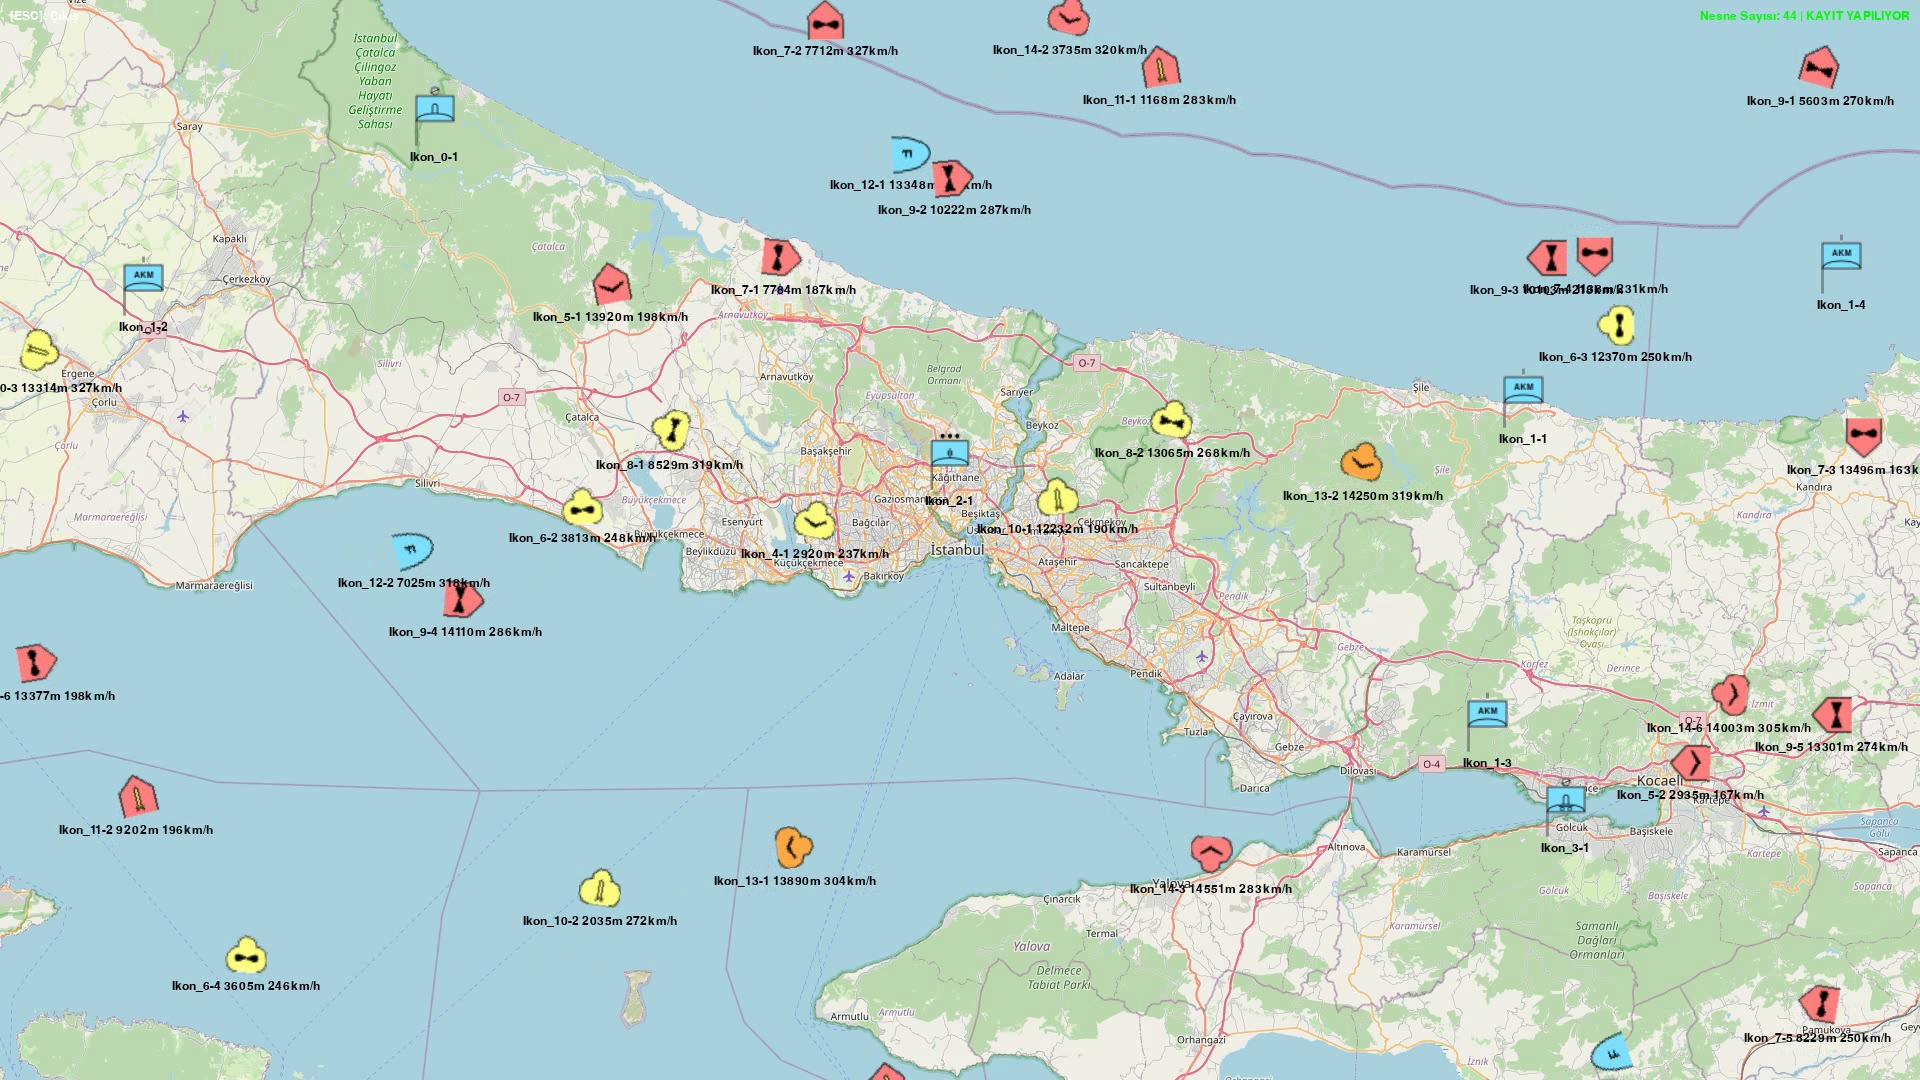 [ESC]: Çıkış
Nesne Sayısı: 44 | KAYIT YAPILIYOR
Vize
İstanbul
Çatalca
Çilingoz
Yaban
Hayatı
Geliştirme
Sahası
Ikon_7-2 7712m 327km/h
Ikon_14-2 3735m 320km/h
Ikon_11-1 1168m 283km/h
Ikon_9-1 5603m 270km/h
Saray
Ikon_0-1
Ikon_12-1 13348m
km/h
Ikon_9-2 10222m 287km/h
Kapaklı
Çatalca
Çerkezköy
AKM
Ikon_1-2
AKM
Ikon_1-4
Ikon_7-1 7784m 187km/h
Ikon_5-1 13920m 198km/h
Arnavutköy
Ikon_6-3 12370m 250km/h
Silivri
Ergene
0-3 13314m 327km/h
Çorlu
Çorlu
O-7
O-7
Arnavutköy
Belgrad
Ormanı
Eyüpsultan
Sarıyer
Beykoz
Beykoz
Şile
AKM
Ikon_1-1
Çatalca
Ikon_8-1 8529m 319km/h
Başakşehir
Kâğıthane
Ikon_2-1
Beşiktaş
Ikon_8-2 13065m 268km/h
Ikon_13-2 14250m 319km/h
Şile
Ikon_7-3 13496m 163k
Kandıra
Kandıra
Silivri
Marmaraereğlisi
Büyükçekmece
Büyükçekmece
Ikon_6-2 3813m 248km/h
Esenyurt
Bağcılar
Beylikdüzü
Ikon_4-1 2920m 237km/h
Küçükçekmece
Bakırköy
İstanbul
Ikon_10-1 12232m 190km/h
Çekmeköy
Ataşehir
Sancaktepe
Sultanbeyli
Pendik
Ikon_12-2 7025m 318km/h
Marmaraereğlisi
Ikon_9-4 14110m 286km/h
Maltepe
Taşköprü
(Işakçılar)
Ovası
Gebze
Körfez
Derince
-6 13377m 198km/h
Adalar
Pendik
İzmit
AKM
Ikon_1-3
Çayırova
Tuzla
Gebze
O-7
Ikon_14-6 14003m 305km/h
Ikon_9-5 13301m 274km/h
Dilovası
O-4
Darıca
Kocaeli
Ikon_5-2 2935m 167km/h
Kartepe
Ikon_11-2 9202m 196km/h
Gölcük
Başiskele
Ikon_3-1
Sapanca
Gölü
Sapanca
Altınova
Karamürsel
Kartepe
Ikon_13-1 13890m 304km/h
Yalova
Ikon_14-3 14551m 283km/h
Çınarcık
Gölcük
Başiskele
Sapanca
Ikon_10-2 2035m 272km/h
Termal
Karamürsel
Samanlı
Dağları
Ormanları
Yalova
Delmece
Tabiat Parkı
Ikon_6-4 3605m 246km/h
Armutlu
Armutlu
Orhangazi
Pamukova
Ikon_7-5 8229m 250km/h
İznik
Orhangazi